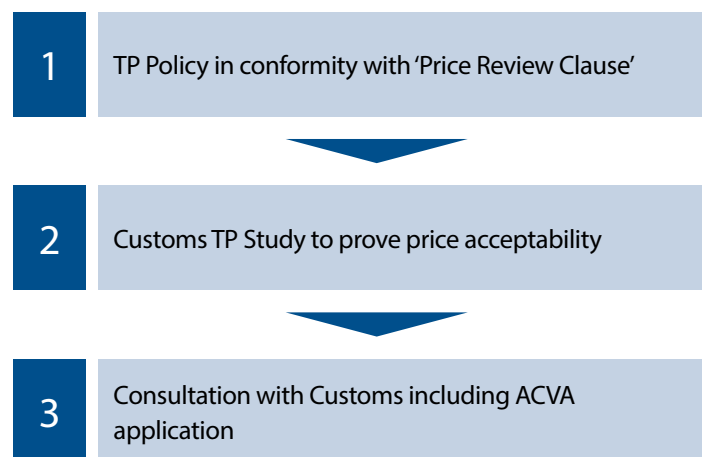 1
TP Policy in conformity with ‘Price Review Clause’
2
Customs TP Study to prove price acceptability
3
Consultation with Customs including ACVA
application